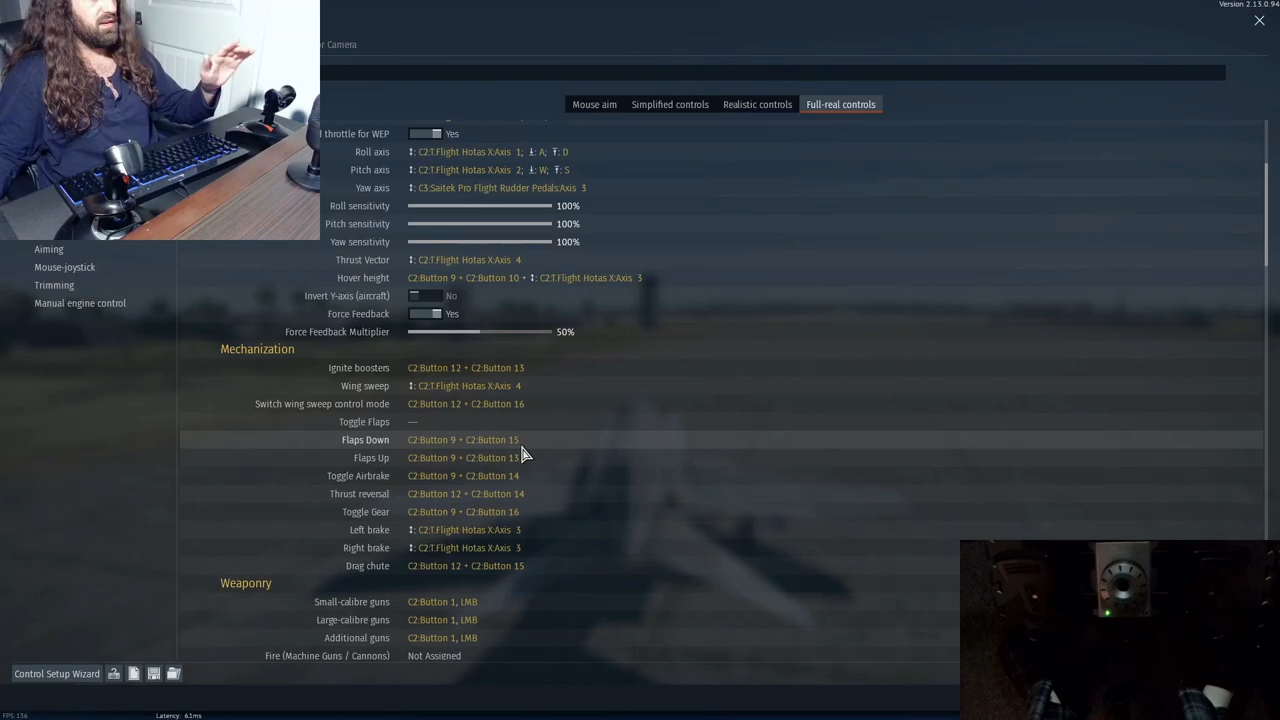 Version 2.13.0.94
r Camera
Mouse aim Simplified controls Realistic controls Full-real controls
l throttle for WEP Yes
Roll axis C2:T.Flight Hotas X:Axis 1; A; D
Pitch axis C2:T.Flight Hotas X:Axis 2; W; S
Yaw axis C3:Saitek Pro Flight Rudder Pedals:Axis 3
Roll sensitivity 100%
Pitch sensitivity 100%
Yaw sensitivity 100%
Aiming
Mouse-joystick
Trimming
Manual engine control
Thrust Vector : C2:T.Flight Hotas X:Axis 4
Hover height C2:Button 9 + C2:Button 10 + : C2:T.Flight Hotas X:Axis 3
Invert Y-axis (aircraft) No
Force Feedback Yes
Force Feedback Multiplier 50%
Mechanization
Ignite boosters C2:Button 12 + C2:Button 13
Wing sweep : C2:T.Flight Hotas X:Axis 4
Switch wing sweep control mode C2:Button 12 + C2:Button 16
Toggle Flaps ---
Flaps Down C2:Button 9 + C2:Button 15
Flaps Up C2:Button 9 + C2:Button 13
Toggle Airbrake C2:Button 9 + C2:Button 14
Thrust reversal C2:Button 12 + C2:Button 14
Toggle Gear C2:Button 9 + C2:Button 16
Left brake : C2:T.Flight Hotas X:Axis 3
Right brake : C2:T.Flight Hotas X:Axis 3
Drag chute C2:Button 12 + C2:Button 15
Weaponry
Small-calibre guns C2:Button 1, LMB
Large-calibre guns C2:Button 1, LMB
Additional guns C2:Button 1, LMB
Fire (Machine Guns / Cannons) Not Assigned
Control Setup Wizard
FPS: 136 Latency: 6.1ms